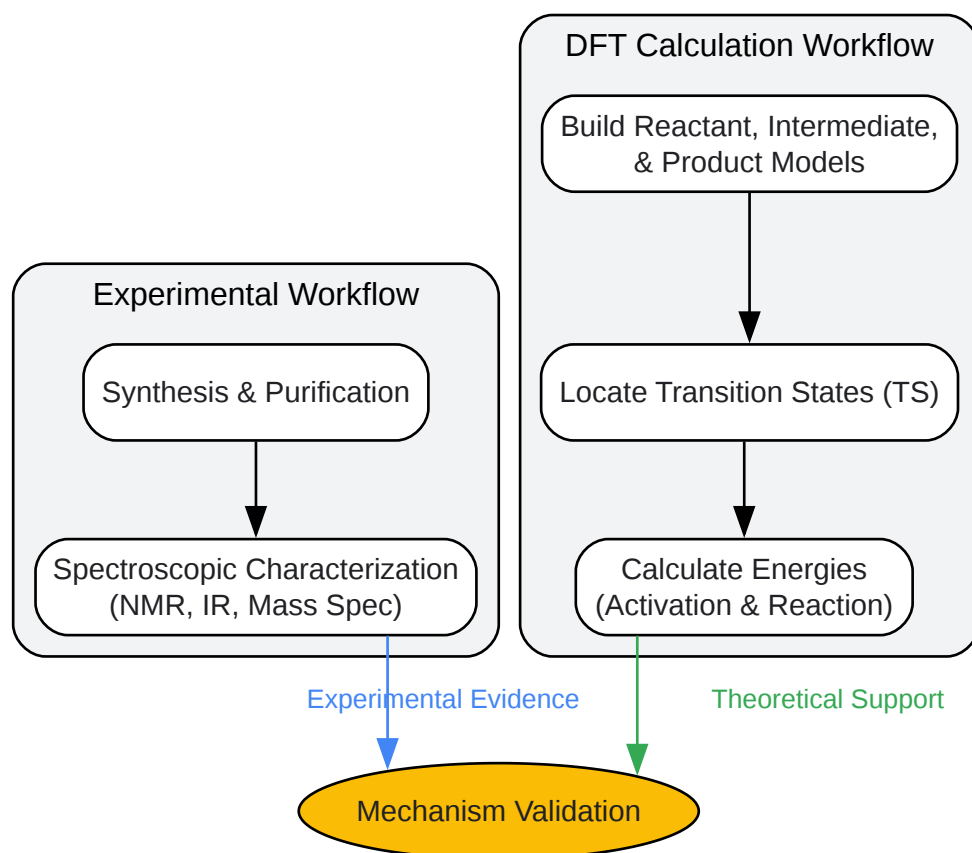 DFT Calculation Workflow
Build Reactant, Intermediate,
& Product Models
Locate Transition States (TS)
Calculate Energies
(Activation & Reaction)
Experimental Workflow
Synthesis & Purification
Spectroscopic Characterization
(NMR, IR, Mass Spec)
Experimental Evidence
Theoretical Support
Mechanism Validation